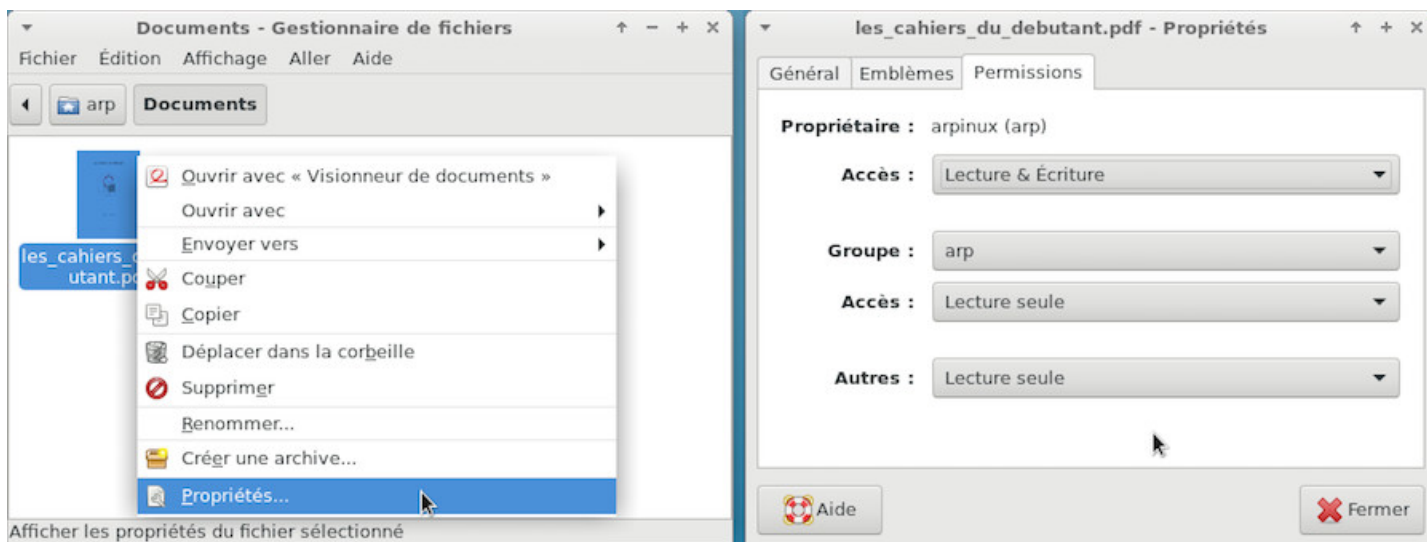 Documents - Gestionnaire de fichiers
Fichier Édition Affichage Aller Aide
arp Documents
les_cahiers_
utant.pd
Ouvrir avec « Visionneur de documents »
Ouvrir avec
Envoyer vers
Couper
Copier
Déplacer dans la corbeille
Supprimer
Renommer...
Créer une archive...
Propriétés...
Afficher les propriétés du fichier sélectionné
les_cahiers_du_debutant.pdf - Propriétés
Général Emblèmes Permissions
Propriétaire : arpinux (arp)
Accès : Lecture & Écriture
Groupe : arp
Accès : Lecture seule
Autres : Lecture seule
Aide Fermer